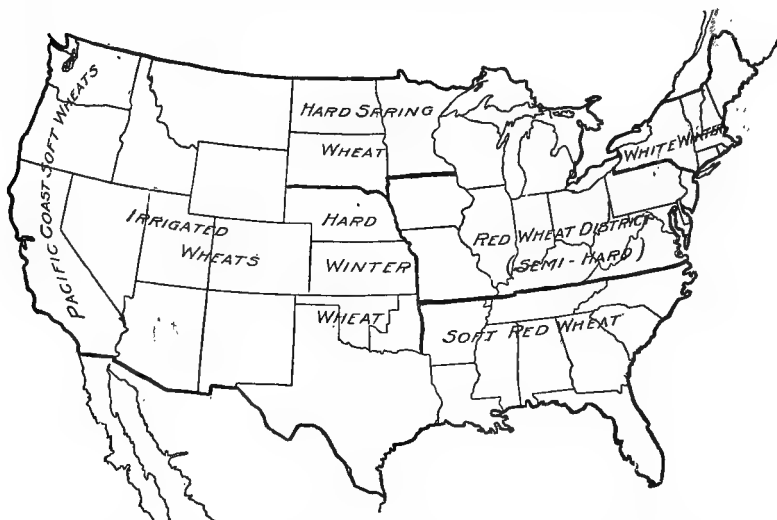 PACIFIC COAST SOFT WHEATS
HARD SPRING
WHEAT
WHITE WINTER
IRRIGATED
WHEATS
HARD
WINTER
WHEAT
RED WHEAT DISTRICT
(SEMI-HARD)
SOFT RED WHEAT